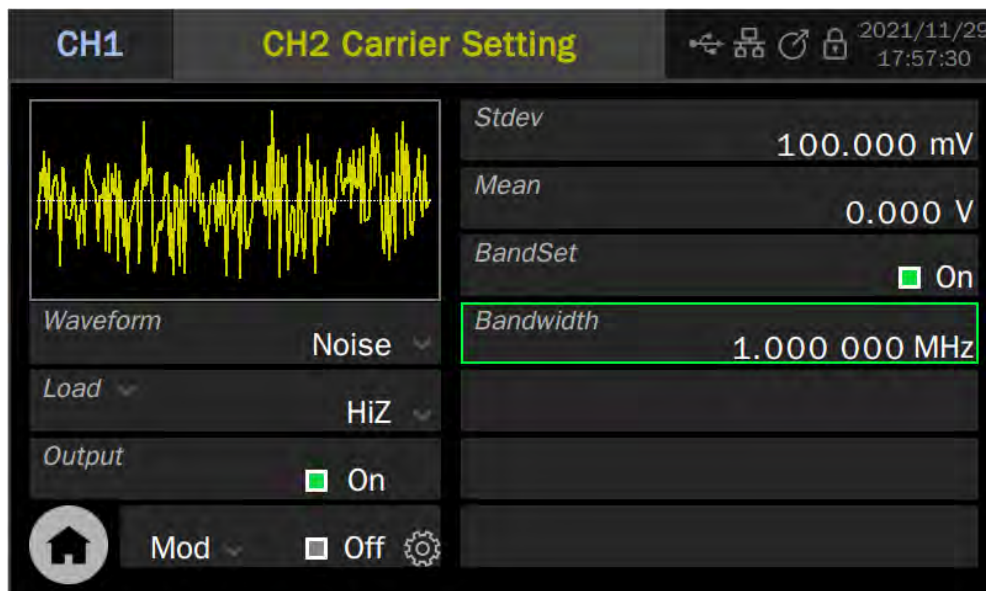 CH1
CH2 Carrier Setting
2021/11/29
17:57:30
Stdev
100.000 mV
Mean
0.000 V
BandSet
On
Waveform
Noise
Bandwidth
1.000 000 MHz
Load
HiZ
Output
On
Mod
Off